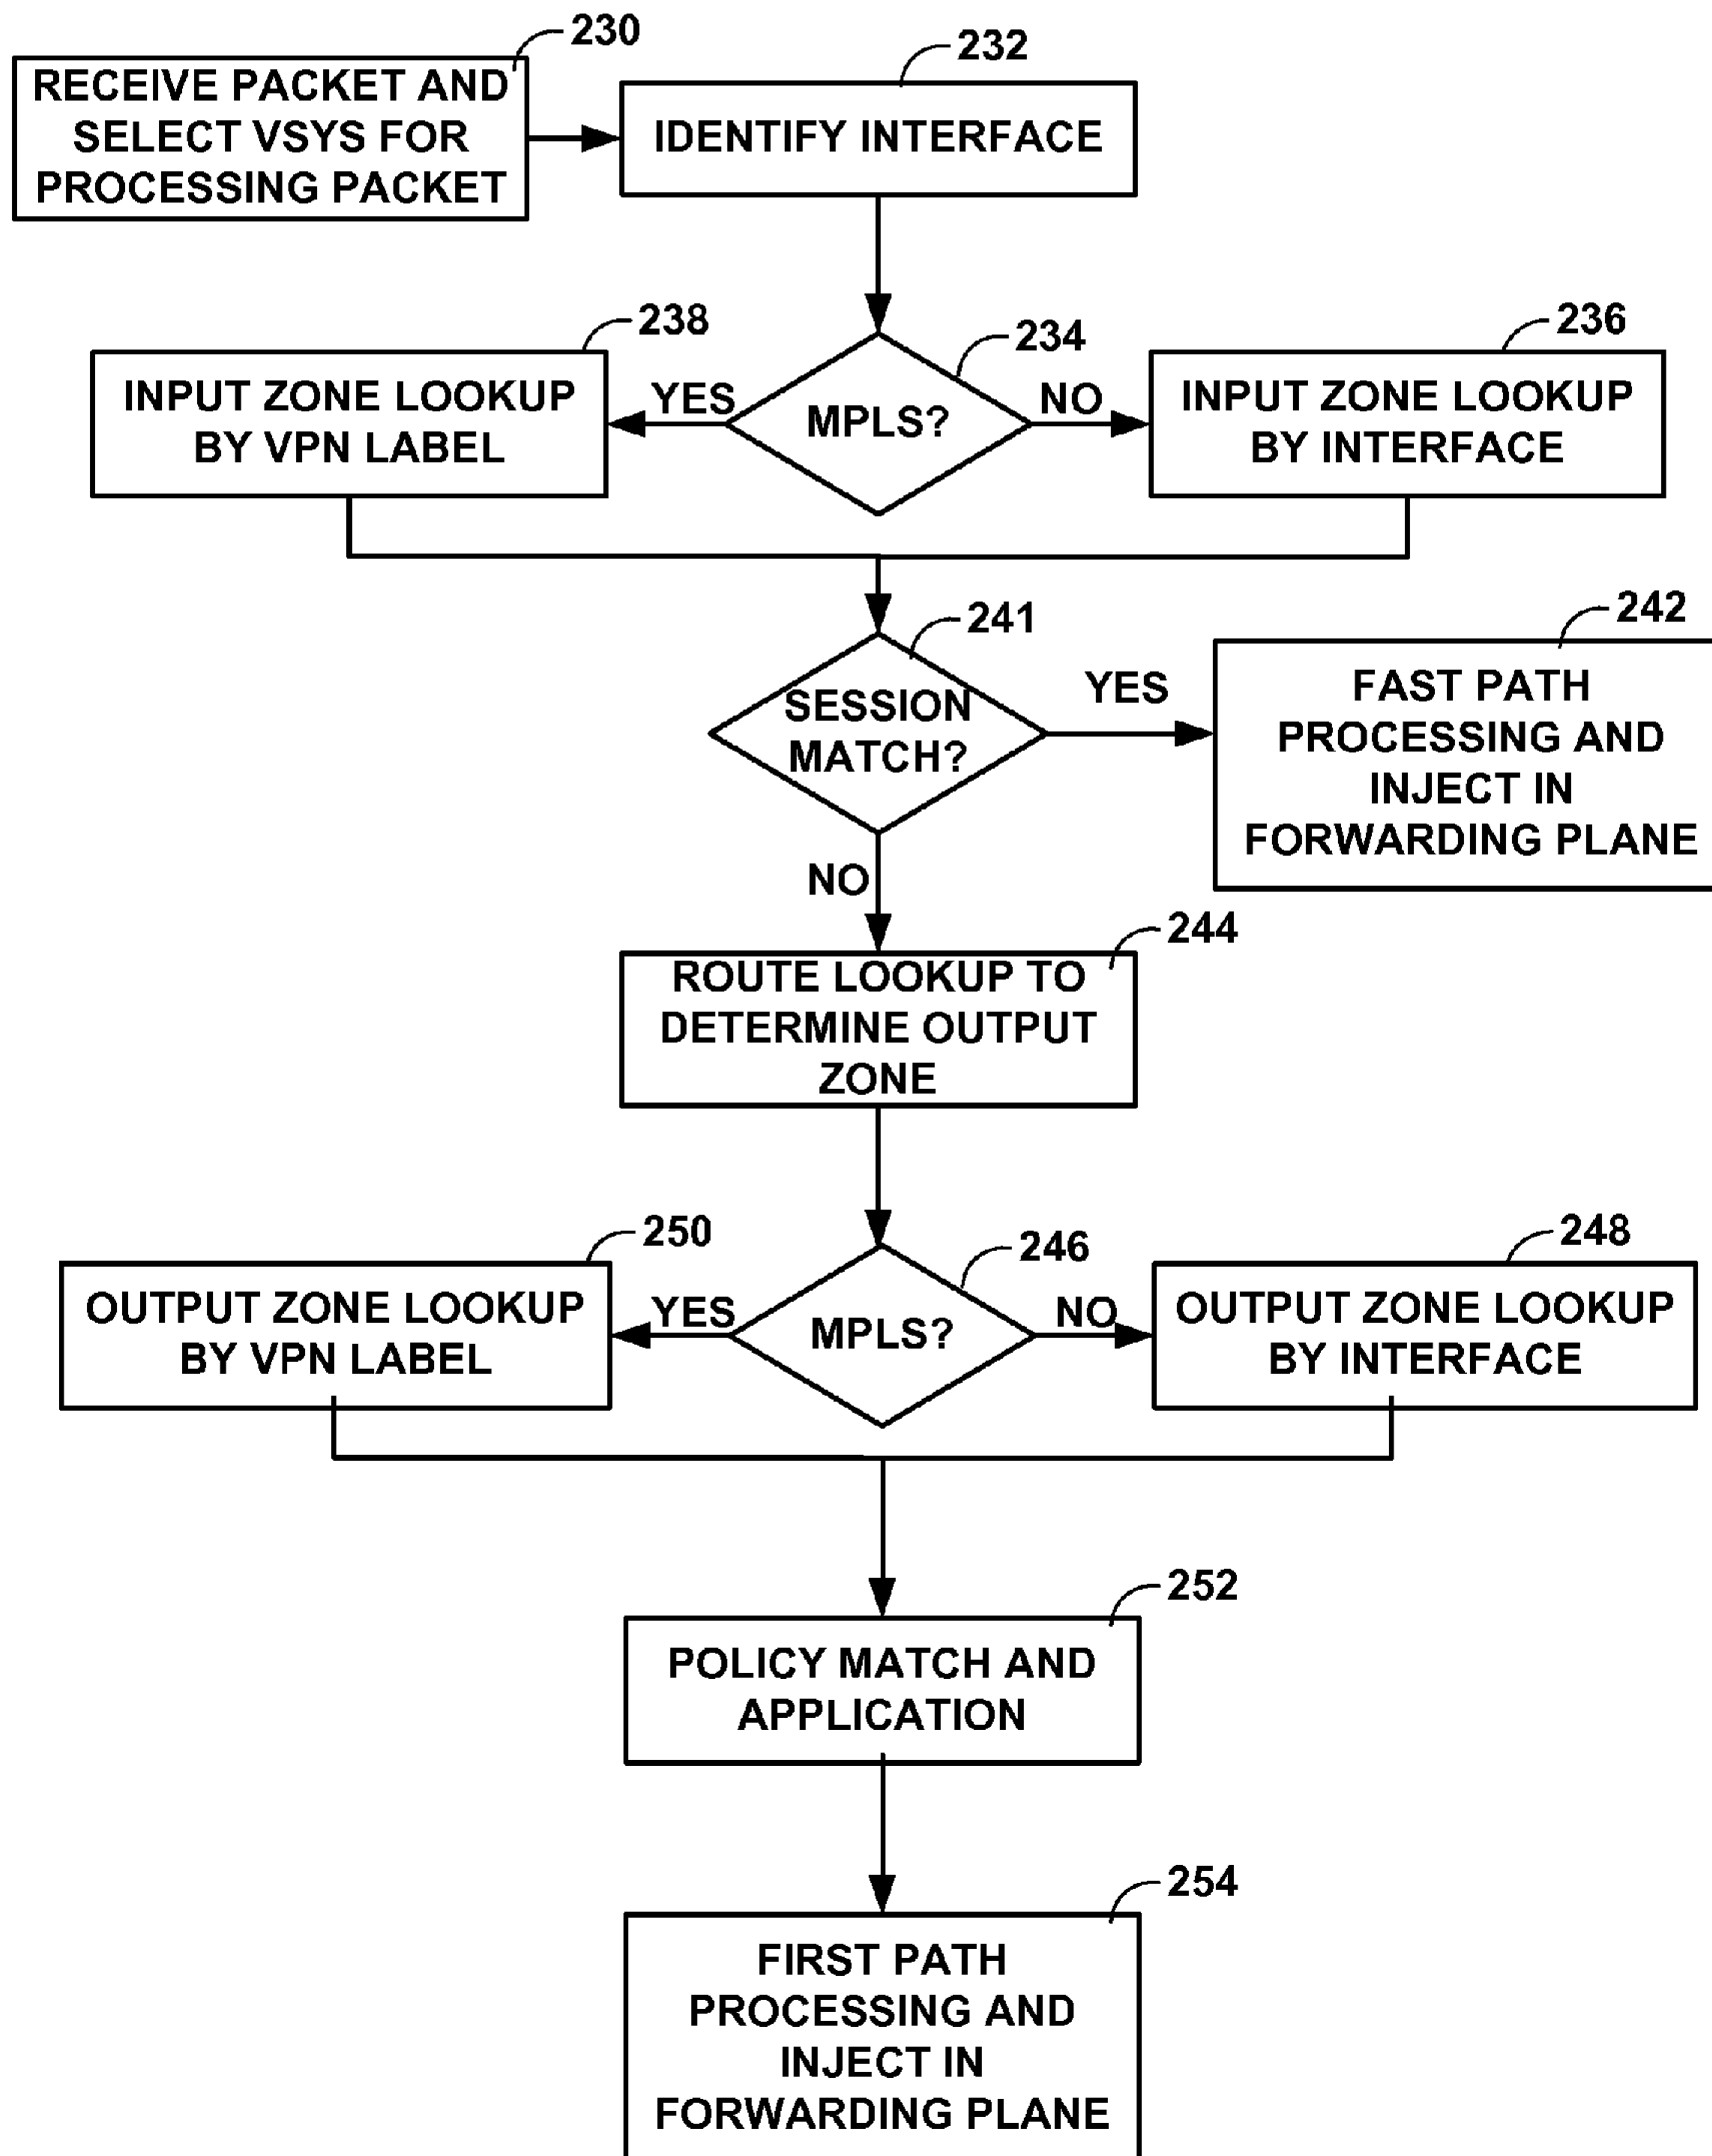 230
RECEIVE PACKET AND
SELECT VSYS FOR
PROCESSING PACKET
232
IDENTIFY INTERFACE
238
INPUT ZONE LOOKUP
BY VPN LABEL
YES
234
MPLS?
NO
236
INPUT ZONE LOOKUP
BY INTERFACE
241
SESSION
MATCH?
YES
242
FAST PATH
PROCESSING AND
INJECT IN
FORWARDING PLANE
NO
244
ROUTE LOOKUP TO
DETERMINE OUTPUT
ZONE
250
OUTPUT ZONE LOOKUP
BY VPN LABEL
YES
246
MPLS?
NO
248
OUTPUT ZONE LOOKUP
BY INTERFACE
252
POLICY MATCH AND
APPLICATION
254
FIRST PATH
PROCESSING AND
INJECT IN
FORWARDING PLANE